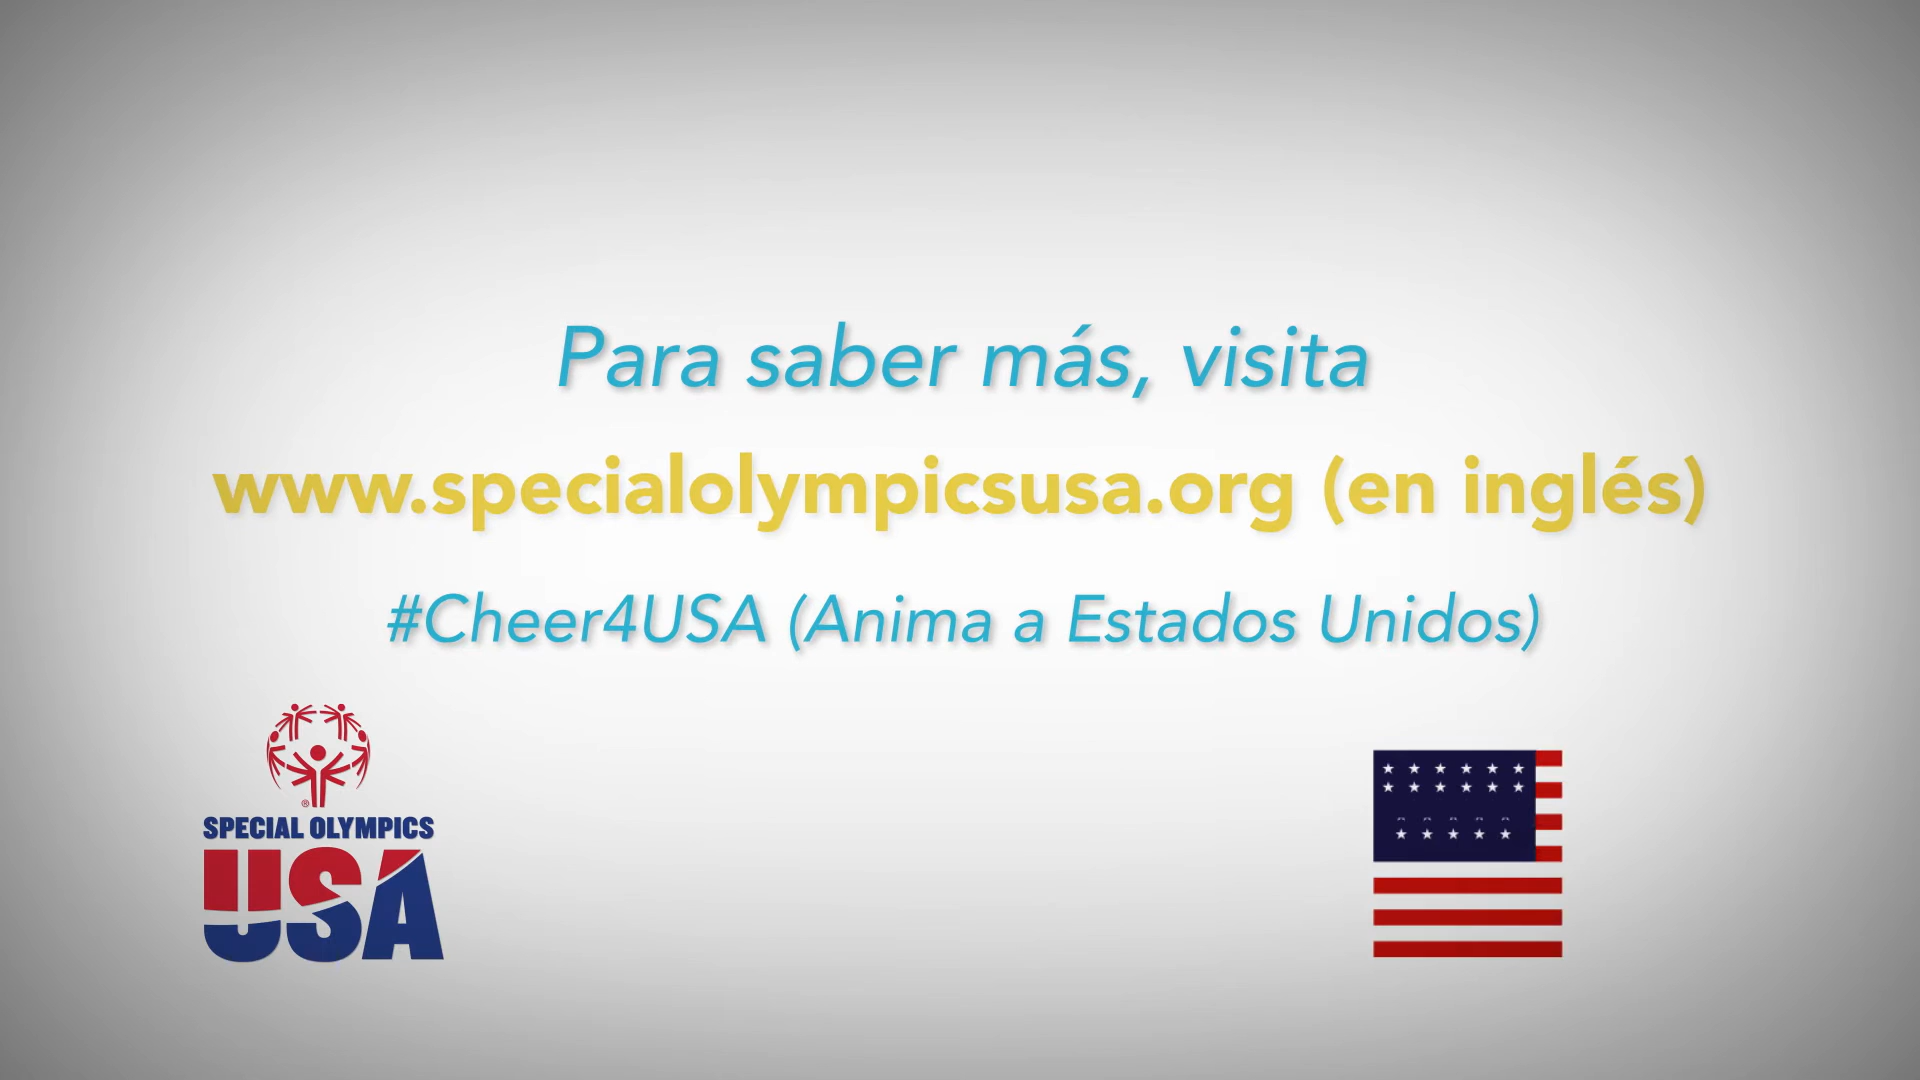 Para saber más, visita
www.specialolympicsusa.org (en inglés)
#Cheer4USA (Anima a Estados Unidos)
®
SPECIAL OLYMPICS
USA